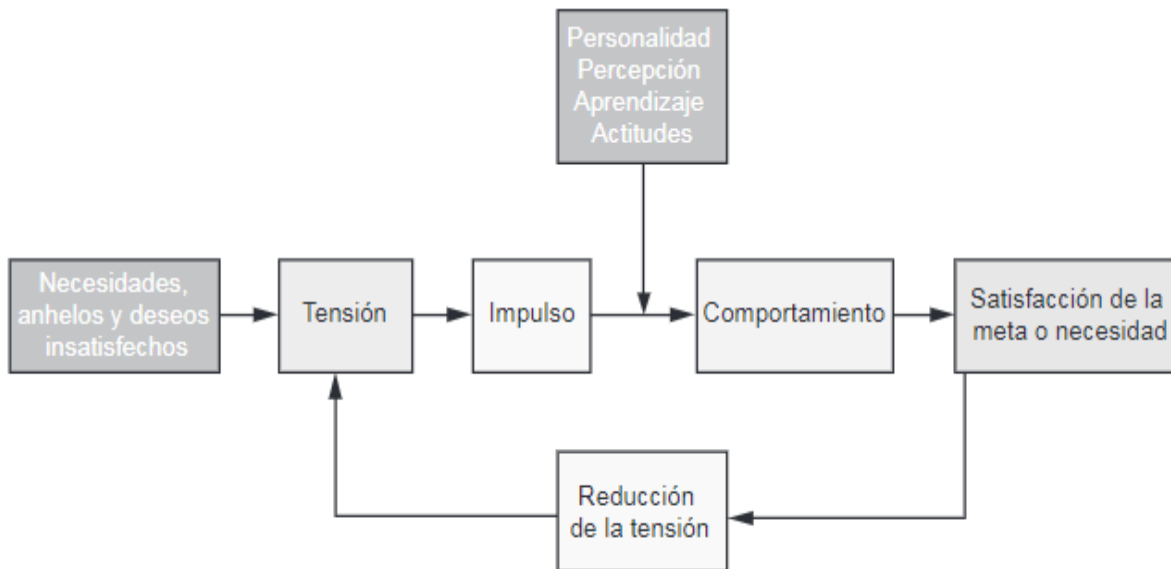 Personalidad
Percepción
Aprendizaje
Actitudes
Necesidades,
anhelos y deseos
insatisfechos
Tensión
Impulso
Comportamiento
Satisfacción de la
meta o necesidad
Reducción
de la tensión